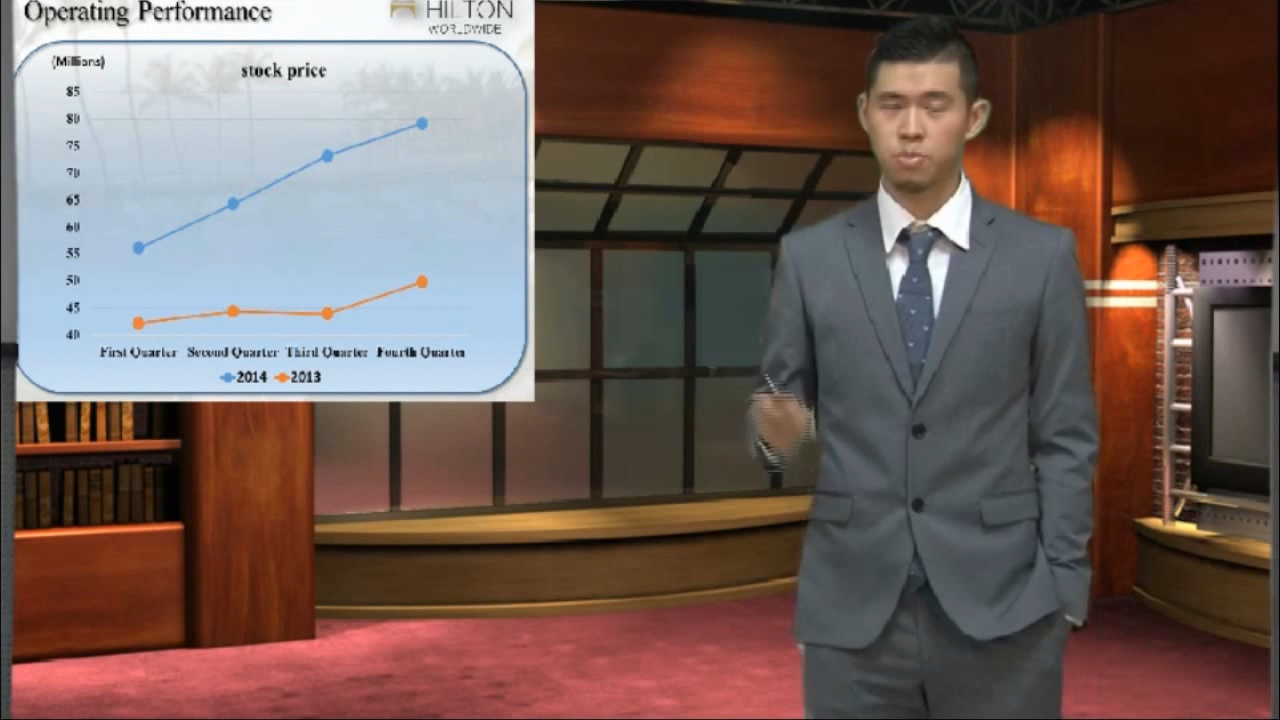 Operating Performance
HILTON
WORLDWIDE
(Millions)
stock price
85
80
75
70
65
60
55
50
45
40
First Quarter Second Quarter Third Quarter Fourth Quarter
2014 2013